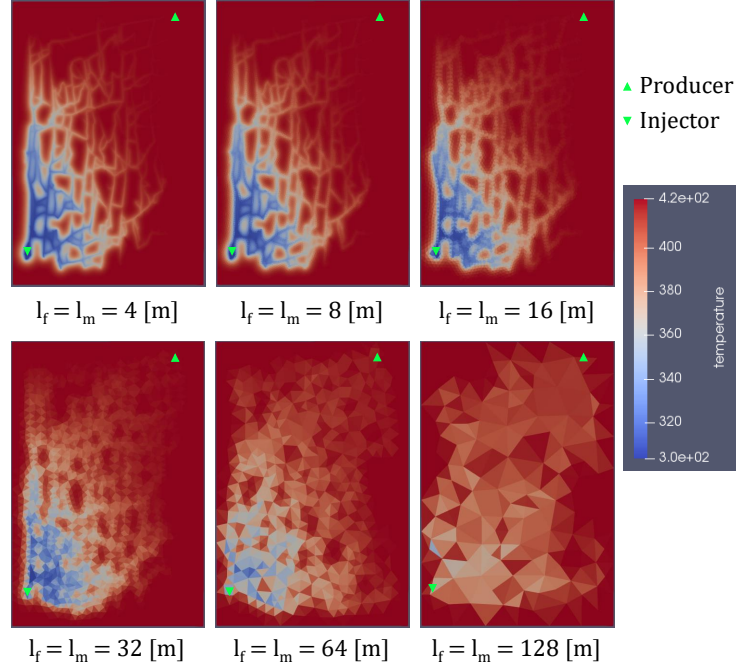 Producer
Injector
4.2e+02
400
380
360
340
320
3.0e+02
temperature
l_f = l_m = 4 [m]
l_f = l_m = 8 [m]
l_f = l_m = 16 [m]
l_f = l_m = 32 [m]
l_f = l_m = 64 [m]
l_f = l_m = 128 [m]